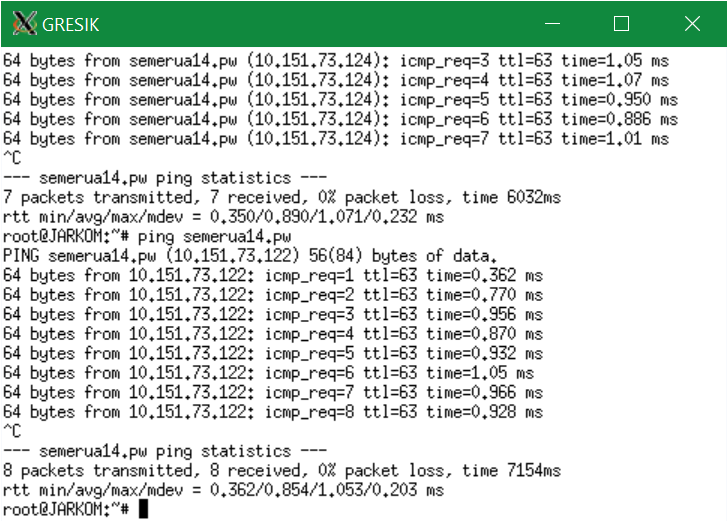 GRESIK
64 bytes from semerua14.pw (10.151.73.124): icmp_req=3 ttl=63 time=1.05 ms
64 bytes from semerua14.pw (10.151.73.124): icmp_req=4 ttl=63 time=1.07 ms
64 bytes from semerua14.pw (10.151.73.124): icmp_req=5 ttl=63 time=0.950 ms
64 bytes from semerua14.pw (10.151.73.124): icmp_req=6 ttl=63 time=0.886 ms
64 bytes from semerua14.pw (10.151.73.124): icmp_req=7 ttl=63 time=1.01 ms
^C
--- semerua14.pw ping statistics ---
7 packets transmitted, 7 received, 0% packet loss, time 6032ms
rtt min/avg/max/mdev = 0.350/0.890/1.071/0.232 ms
root@JARKOM:~# ping semerua14.pw
PING semerua14.pw (10.151.73.122) 56(84) bytes of data.
64 bytes from 10.151.73.122: icmp_req=1 ttl=63 time=0.362 ms
64 bytes from 10.151.73.122: icmp_req=2 ttl=63 time=0.770 ms
64 bytes from 10.151.73.122: icmp_req=3 ttl=63 time=0.956 ms
64 bytes from 10.151.73.122: icmp_req=4 ttl=63 time=0.870 ms
64 bytes from 10.151.73.122: icmp_req=5 ttl=63 time=0.932 ms
64 bytes from 10.151.73.122: icmp_req=6 ttl=63 time=1.05 ms
64 bytes from 10.151.73.122: icmp_req=7 ttl=63 time=0.966 ms
64 bytes from 10.151.73.122: icmp_req=8 ttl=63 time=0.928 ms
^C
--- semerua14.pw ping statistics ---
8 packets transmitted, 8 received, 0% packet loss, time 7154ms
rtt min/avg/max/mdev = 0.362/0.854/1.053/0.203 ms
root@JARKOM:~#